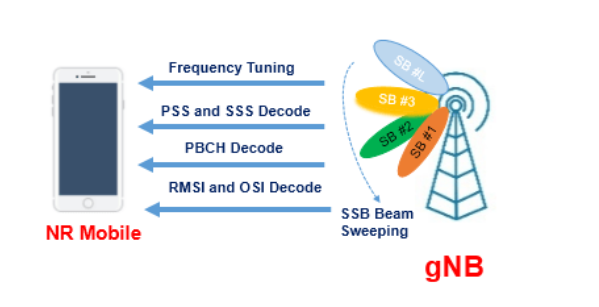 Frequency Tuning
PSS and SSS Decode
PBCH Decode
RMSI and OSI Decode
NR Mobile
SB #L
SB #3
SB #2
SB #1
SSB Beam
Sweeping
gNB